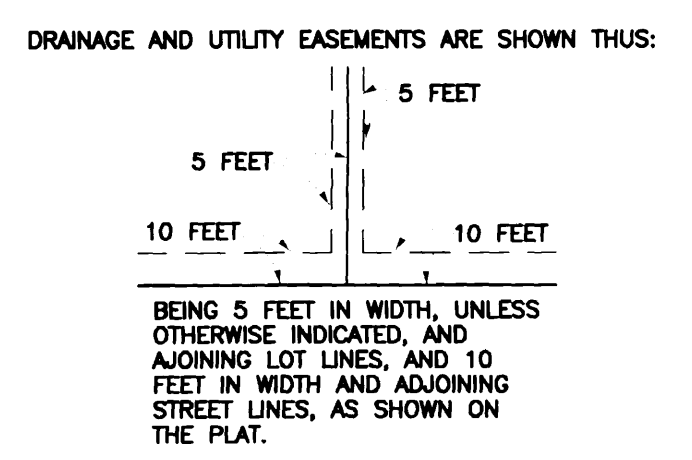 DRAINAGE AND UTILITY EASEMENTS ARE SHOWN THUS:
5 FEET
5 FEET
10 FEET
10 FEET
BEING 5 FEET IN WIDTH, UNLESS
OTHERWISE INDICATED, AND
AJOINING LOT LINES, AND 10
FEET IN WIDTH AND ADJOINING
STREET LINES, AS SHOWN ON
THE PLAT.